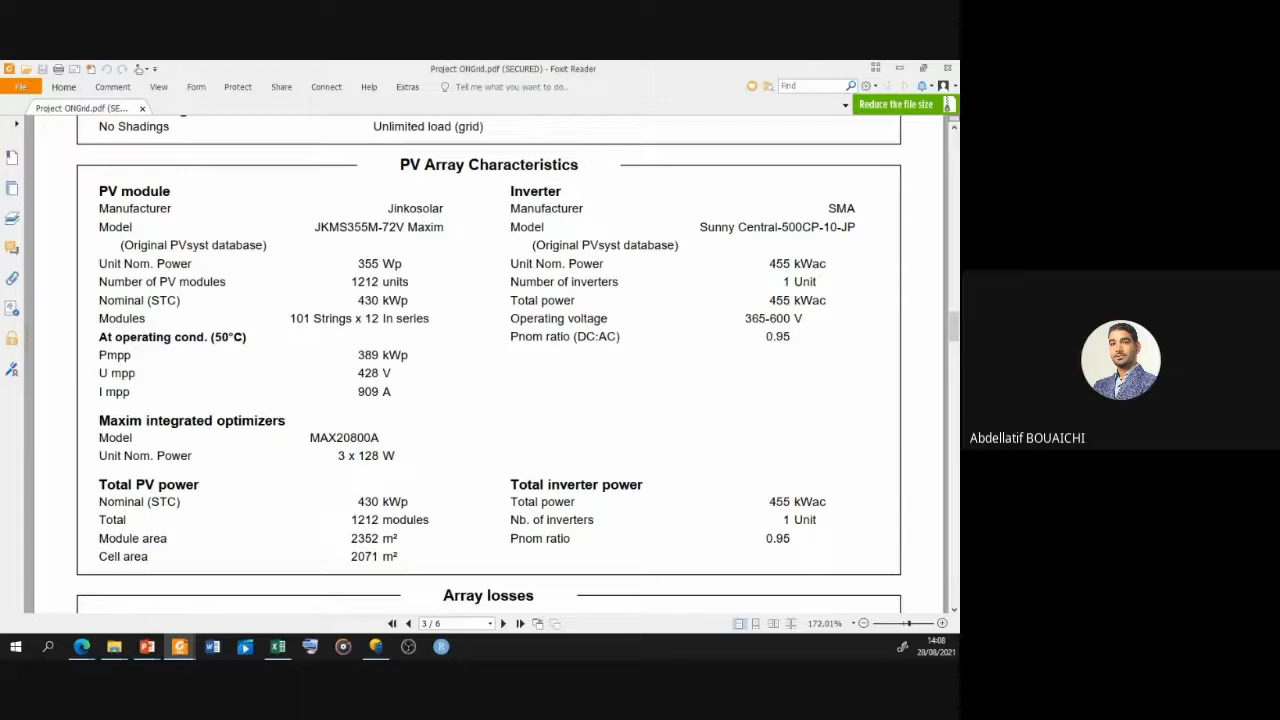 Project ONGrid.pdf (SECURED) - Foxit Reader
File Home Comment View Form Protect Share Connect Help Extras Tell me what you want to do.. Find
Project ONGrid.pdf (SE... Reduce the file size
No Shadings Unlimited load (grid)
PV Array Characteristics
PV module Inverter
Manufacturer Jinkosolar Manufacturer SMA
Model JKMS355M-72V Maxim Model Sunny Central-500CP-10-JP
(Original PVsyst database) (Original PVsyst database)
Unit Nom. Power 355 Wp Unit Nom. Power 455 kWac
Number of PV modules 1212 units Number of inverters 1 Unit
Nominal (STC) 430 kWp Total power 455 kWac
Modules 101 Strings x 12 In series Operating voltage 365-600 V
At operating cond. (50°C) Pnom ratio (DC:AC) 0.95
Pmpp 389 kWp
U mpp 428 V
I mpp 909 A
Maxim integrated optimizers
Model MAX20800A
Unit Nom. Power 3 x 128 W
Total PV power Total inverter power
Nominal (STC) 430 kWp Total power 455 kWac
Total 1212 modules Nb. of inverters 1 Unit
Module area 2352 m² Pnom ratio 0.95
Cell area 2071 m²
Array losses
3 / 6 172,01%
14:08
28/08/2021
Abdellatif BOUAICHI